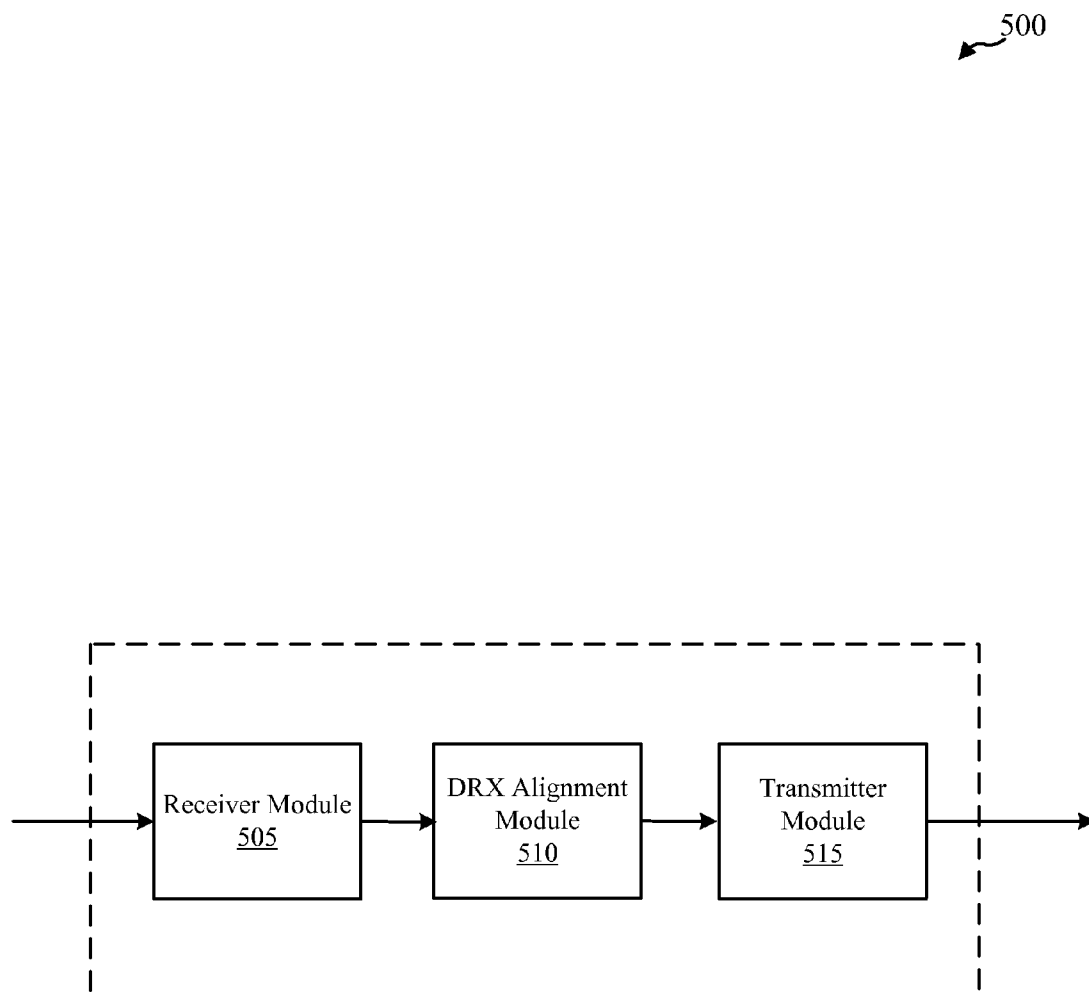 500
Receiver Module
505
DRX Alignment
Module
510
Transmitter
Module
515